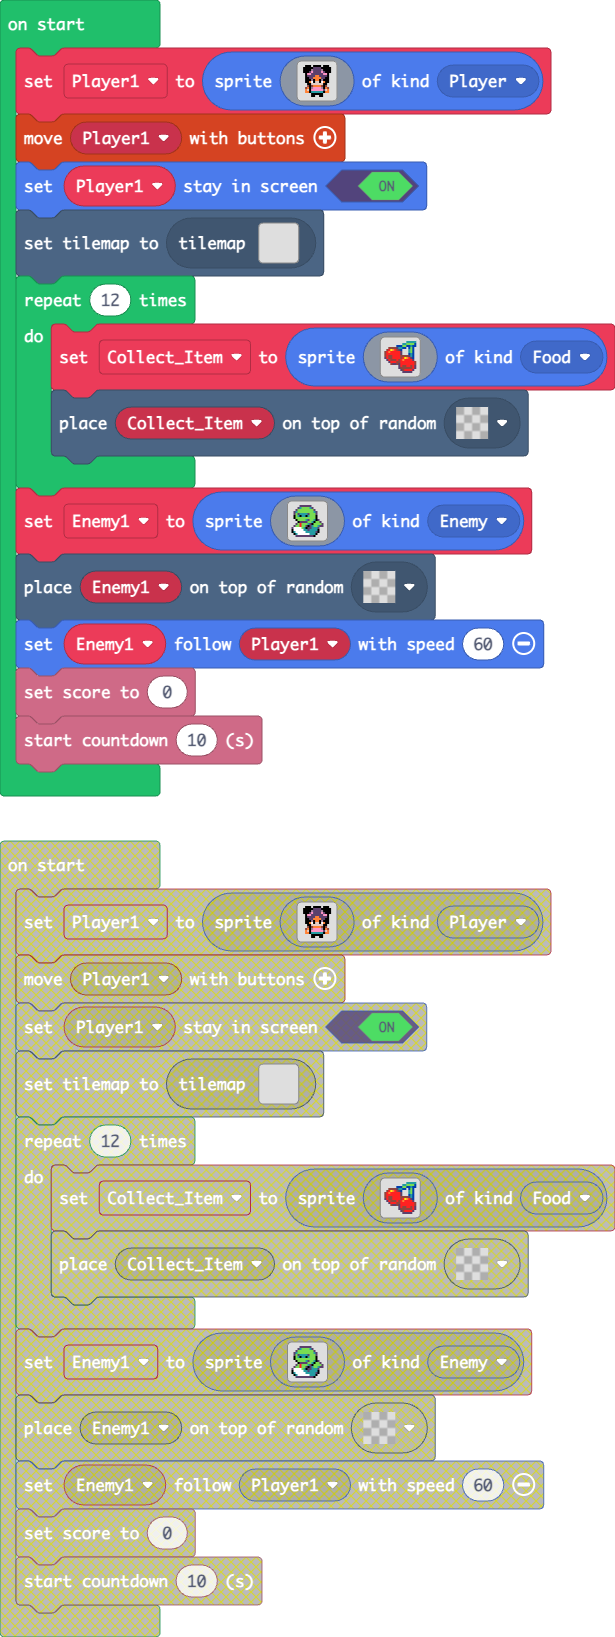 on start
set Player1 to sprite of kind Player
move Player1 with buttons
set Player1 stay in screen ON
set tilemap to tilemap
repeat 12 times
do
set Collect_Item to sprite of kind Food
place Collect_Item on top of random
set Enemy1 to sprite of kind Enemy
place Enemy1 on top of random
set Enemy1 follow Player1 with speed 60
set score to 0
start countdown 10 (s)
on start
set Player1 to sprite of kind Player
move Player1 with buttons
set Player1 stay in screen ON
set tilemap to tilemap
repeat 12 times
do
set Collect_Item to sprite of kind Food
place Collect_Item on top of random
set Enemy1 to sprite of kind Enemy
place Enemy1 on top of random
set Enemy1 follow Player1 with speed 60
set score to 0
start countdown 10 (s)